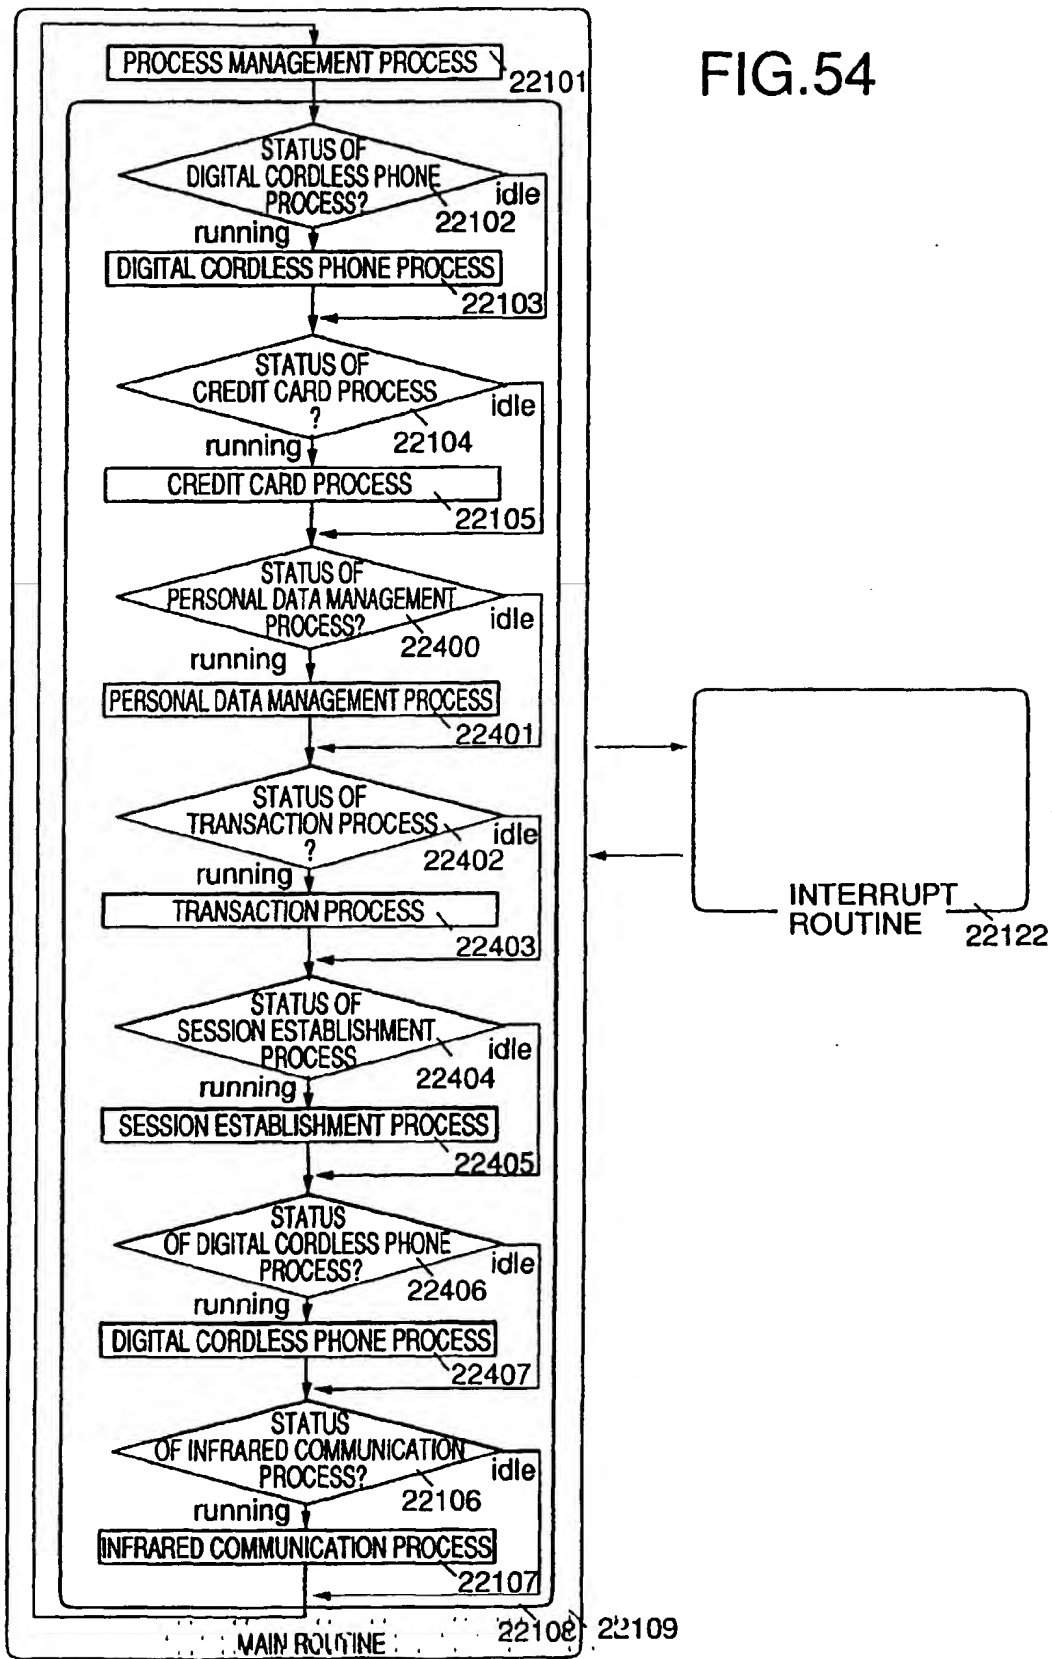 FIG.54
PROCESS MANAGEMENT PROCESS
22101
STATUS OF
DIGITAL CORDLESS PHONE
PROCESS?
idle
22102
running
DIGITAL CORDLESS PHONE PROCESS
22103
STATUS OF
CREDIT CARD PROCESS
?
idle
22104
running
CREDIT CARD PROCESS
22105
STATUS OF
PERSONAL DATA MANAGEMENT
PROCESS?
idle
22400
running
PERSONAL DATA MANAGEMENT PROCESS
22401
STATUS OF
TRANSACTION PROCESS
?
idle
22402
running
TRANSACTION PROCESS
22403
INTERRUPT
ROUTINE
22122
STATUS OF
SESSION ESTABLISHMENT
PROCESS
idle
22404
running
SESSION ESTABLISHMENT PROCESS
22405
STATUS
OF DIGITAL CORDLESS PHONE
PROCESS?
idle
22406
running
DIGITAL CORDLESS PHONE PROCESS
22407
STATUS
OF INFRARED COMMUNICATION
PROCESS?
idle
22106
running
INFRARED COMMUNICATION PROCESS
22107
22108
22109
MAIN ROUTINE